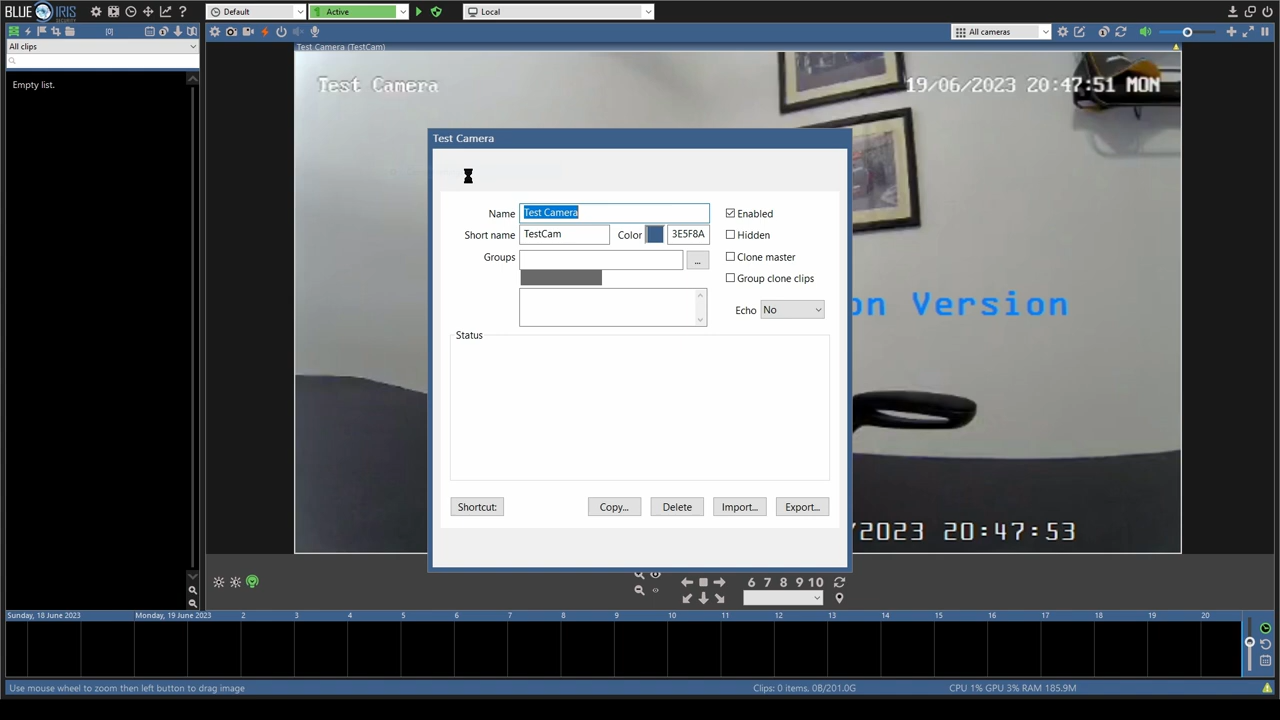 BLUE IRIS
SECURITY
Default
Active
Local
[0]
All clips
Empty list.
All cameras
Test Camera (TestCam)
Test Camera
19/06/2023 20:47:51 MON
Test Camera
Name
Test Camera
Enabled
Short name
TestCam
Color
3E5F8A
Hidden
Groups
...
Clone master
Group clone clips
Echo
No
on Version
Status
Shortcut:
Copy...
Delete
Import...
Export...
/2023 20:47:53
6 7 8 9 10
Sunday, 18 June 2023
Monday, 19 June 2023
2
3
4
5
6
7
8
9
10
11
12
13
14
15
16
17
18
19
20
Use mouse wheel to zoom then left button to drag image
Clips: 0 items, 0B/201.0G
CPU 1% GPU 3% RAM 185.9M